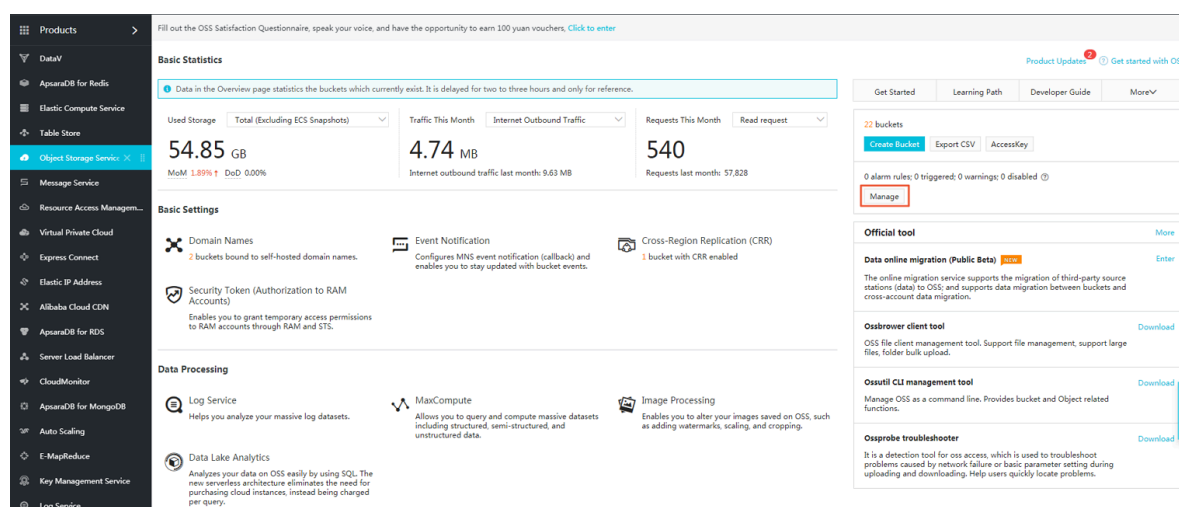 Products
DataV
ApsaraDB for Redis
Elastic Compute Service
Table Store
Object Storage Service
Message Service
Resource Access Managem...
Virtual Private Cloud
Express Connect
Elastic IP Address
Alibaba Cloud CDN
ApsaraDB for RDS
Server Load Balancer
CloudMonitor
ApsaraDB for MongoDB
Auto Scaling
E-MapReduce
Key Management Service
Log Service
Fill out the OSS Satisfaction Questionnaire, speak your voice, and have the opportunity to earn 100 yuan vouchers, Click to enter
Basic Statistics
Product Updates 2 Get started with OS
Data in the Overview page statistics the buckets which currently exist. It is delayed for two to three hours and only for reference.
Used Storage Total (Excluding ECS Snapshots)
54.85 GB
MoM 1.89% ↑ DoD 0.00%
Traffic This Month Internet Outbound Traffic
4.74 MB
Internet outbound traffic last month: 9.63 MB
Requests This Month Read request
540
Requests last month: 57,828
Basic Settings
Domain Names
2 buckets bound to self-hosted domain names.
Event Notification
Configures MNS event notification (callback) and
enables you to stay updated with bucket events.
Cross-Region Replication (CRR)
1 bucket with CRR enabled
Security Token (Authorization to RAM
Accounts)
Enables you to grant temporary access permissions
to RAM accounts through RAM and STS.
Data Processing
Log Service
Helps you analyze your massive log datasets.
MaxCompute
Allows you to query and compute massive datasets
including structured, semi-structured, and
unstructured data.
Image Processing
Enables you to alter your images saved on OSS, such
as adding watermarks, scaling, and cropping.
Data Lake Analytics
Analyzes your data on OSS easily by using SQL. The
new serverless architecture eliminates the need for
purchasing cloud instances, instead being charged
per query.
Get Started Learning Path Developer Guide More
22 buckets
Create Bucket Export CSV AccessKey
0 alarm rules; 0 triggered; 0 warnings; 0 disabled
Manage
Official tool More
Data online migration (Public Beta) NEW Enter
The online migration service supports the migration of third-party source
stations (data) to OSS; and supports data migration between buckets and
cross-account data migration.
Ossbrower client tool Download
OSS file client management tool. Support file management, support large
files, folder bulk upload.
Ossutil CLI management tool Download
Manage OSS as a command line. Provides bucket and Object related
functions.
Ossprobe troubleshooter Download
It is a detection tool for oss access, which is used to troubleshoot
problems caused by network failure or basic parameter setting during
uploading and downloading. Help users quickly locate problems.